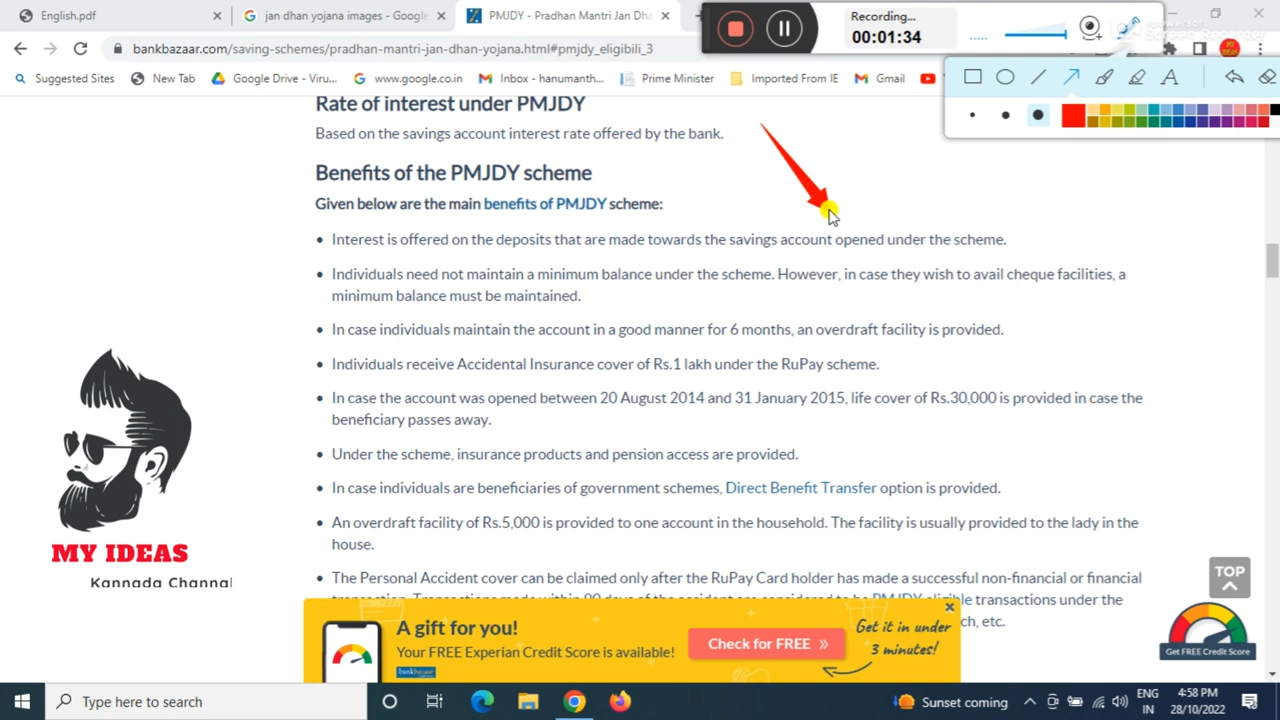 English.pdf
jan dhan yojana images - Google
PMJDY - Pradhan Mantri Jan Dha
Recording...
00:01:34
bankbazaar.com/saving-schemes/pradhan-mantri-jan-dhan-yojana.html#pmjdy_eligibili_3
Suggested Sites
New Tab
Google Drive - Viru...
www.google.co.in
Inbox - hanumanth...
Prime Minister
Imported From IE
Gmail
Rate of interest under PMJDY
Based on the savings account interest rate offered by the bank.
Benefits of the PMJDY scheme
Given below are the main benefits of PMJDY scheme:
Interest is offered on the deposits that are made towards the savings account opened under the scheme.
Individuals need not maintain a minimum balance under the scheme. However, in case they wish to avail cheque facilities, a
minimum balance must be maintained.
In case individuals maintain the account in a good manner for 6 months, an overdraft facility is provided.
Individuals receive Accidental Insurance cover of Rs.1 lakh under the RuPay scheme.
In case the account was opened between 20 August 2014 and 31 January 2015, life cover of Rs.30,000 is provided in case the
beneficiary passes away.
Under the scheme, insurance products and pension access are provided.
In case individuals are beneficiaries of government schemes, Direct Benefit Transfer option is provided.
An overdraft facility of Rs.5,000 is provided to one account in the household. The facility is usually provided to the lady in the
house.
The Personal Accident cover can be claimed only after the RuPay Card holder has made a successful non-financial or financial
PMJDY eligible transactions under the
etc.
MY IDEAS
Kannada Channal
TOP
A gift for you!
Your FREE Experian Credit Score is available!
bankbazaar
Check for FREE »
Get it in under
3 minutes!
Get FREE Credit Score
Type here to search
Sunset coming
ENG
IN
4:58 PM
28/10/2022